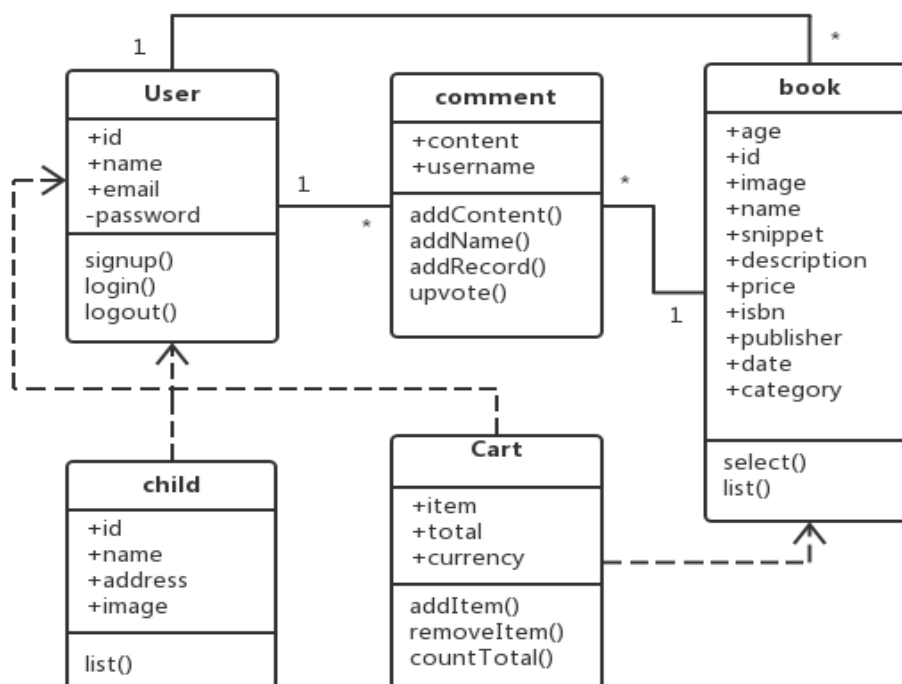 1
*
User
+id
+name
+email
-password
signup()
login()
logout()
1
*
comment
+content
+username
addContent()
addName()
addRecord()
upvote()
*
1
book
+age
+id
+image
+name
+snippet
+description
+price
+isbn
+publisher
+date
+category
select()
list()
child
+id
+name
+address
+image
list()
Cart
+item
+total
+currency
addItem()
removeItem()
countTotal()